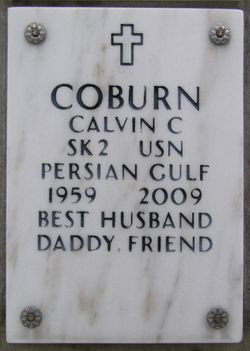 COBURN
CALVIN C
SK2 USN
PERSIAN GULF
1959 2009
BEST HUSBAND
DADDY, FRIEND